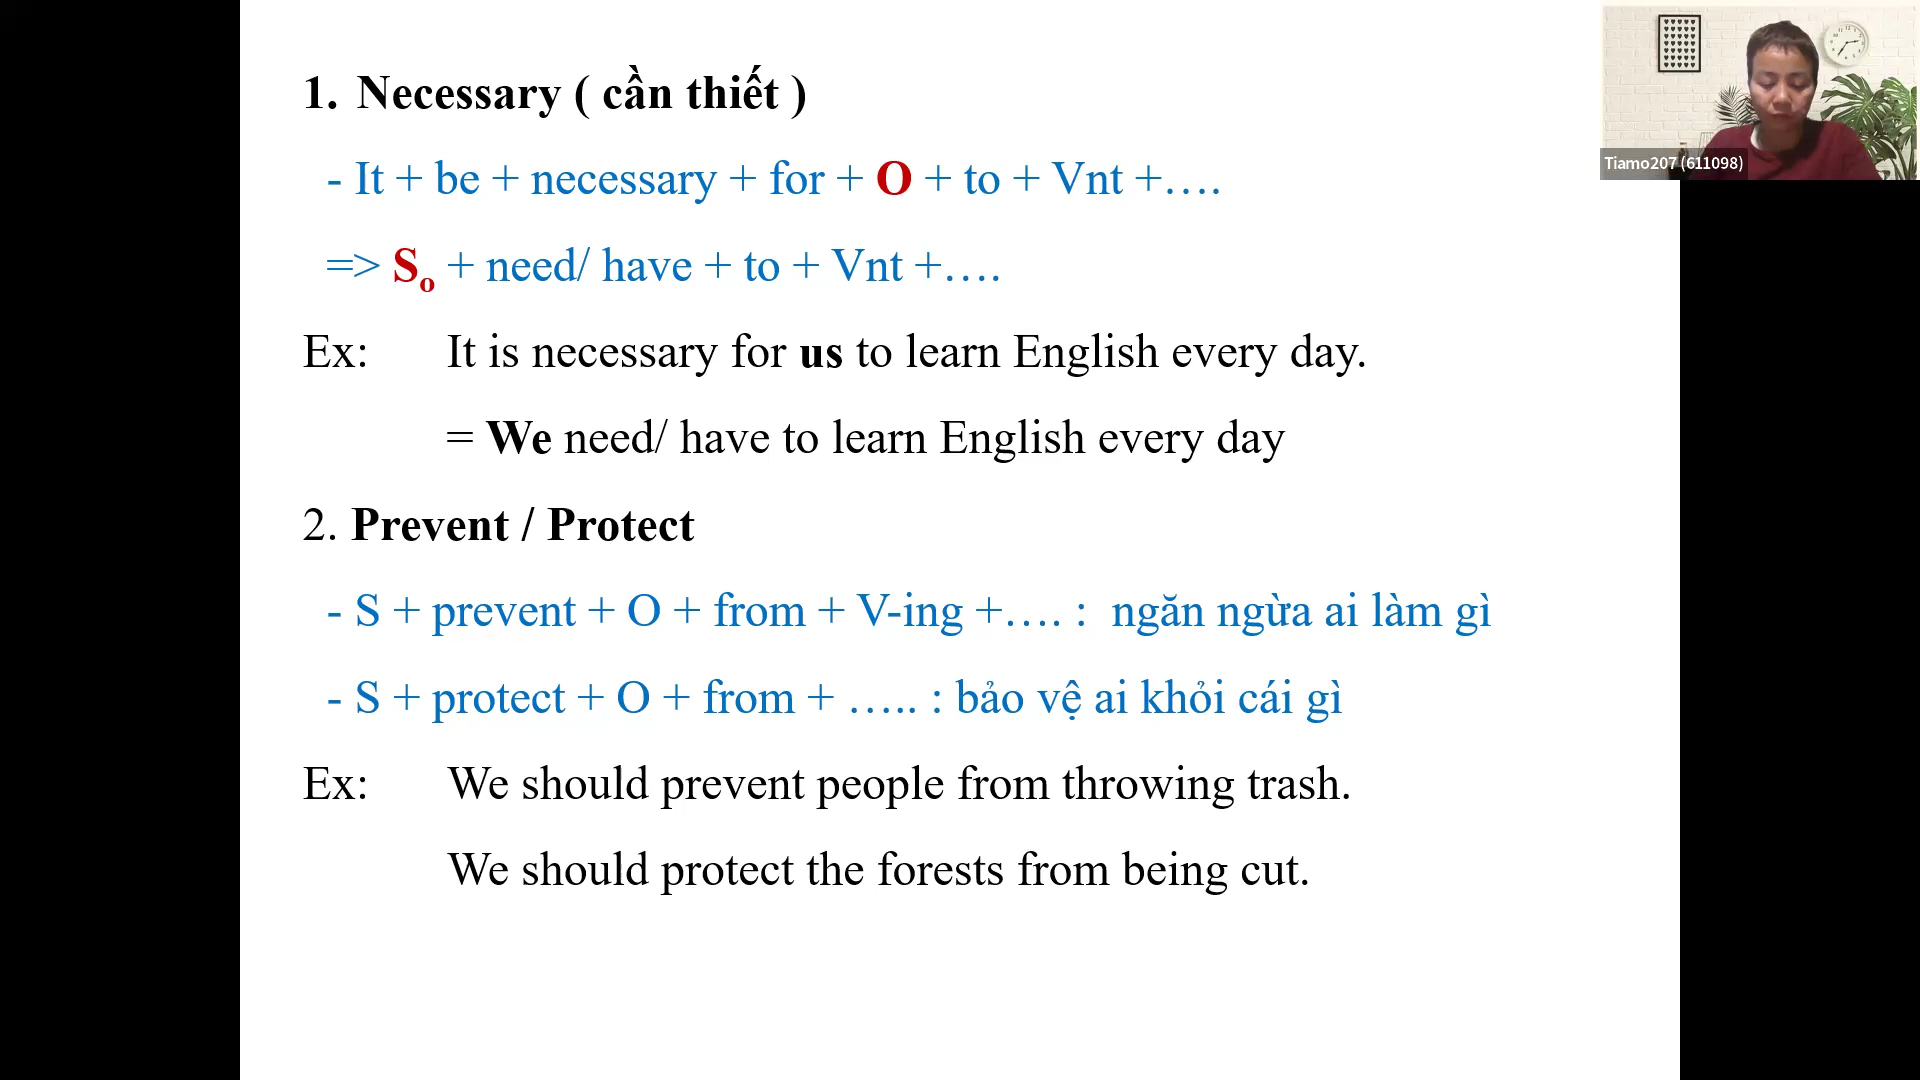 1. Necessary ( cần thiết )
- It + be + necessary + for + O + to + Vnt +….
=> So + need/ have + to + Vnt +….
Ex: It is necessary for us to learn English every day.
= We need/ have to learn English every day
2. Prevent / Protect
- S + prevent + O + from + V-ing +…. : ngăn ngừa ai làm gì
- S + protect + O + from + ….. : bảo vệ ai khỏi cái gì
Ex: We should prevent people from throwing trash.
We should protect the forests from being cut.
Tiamo207 (611098)